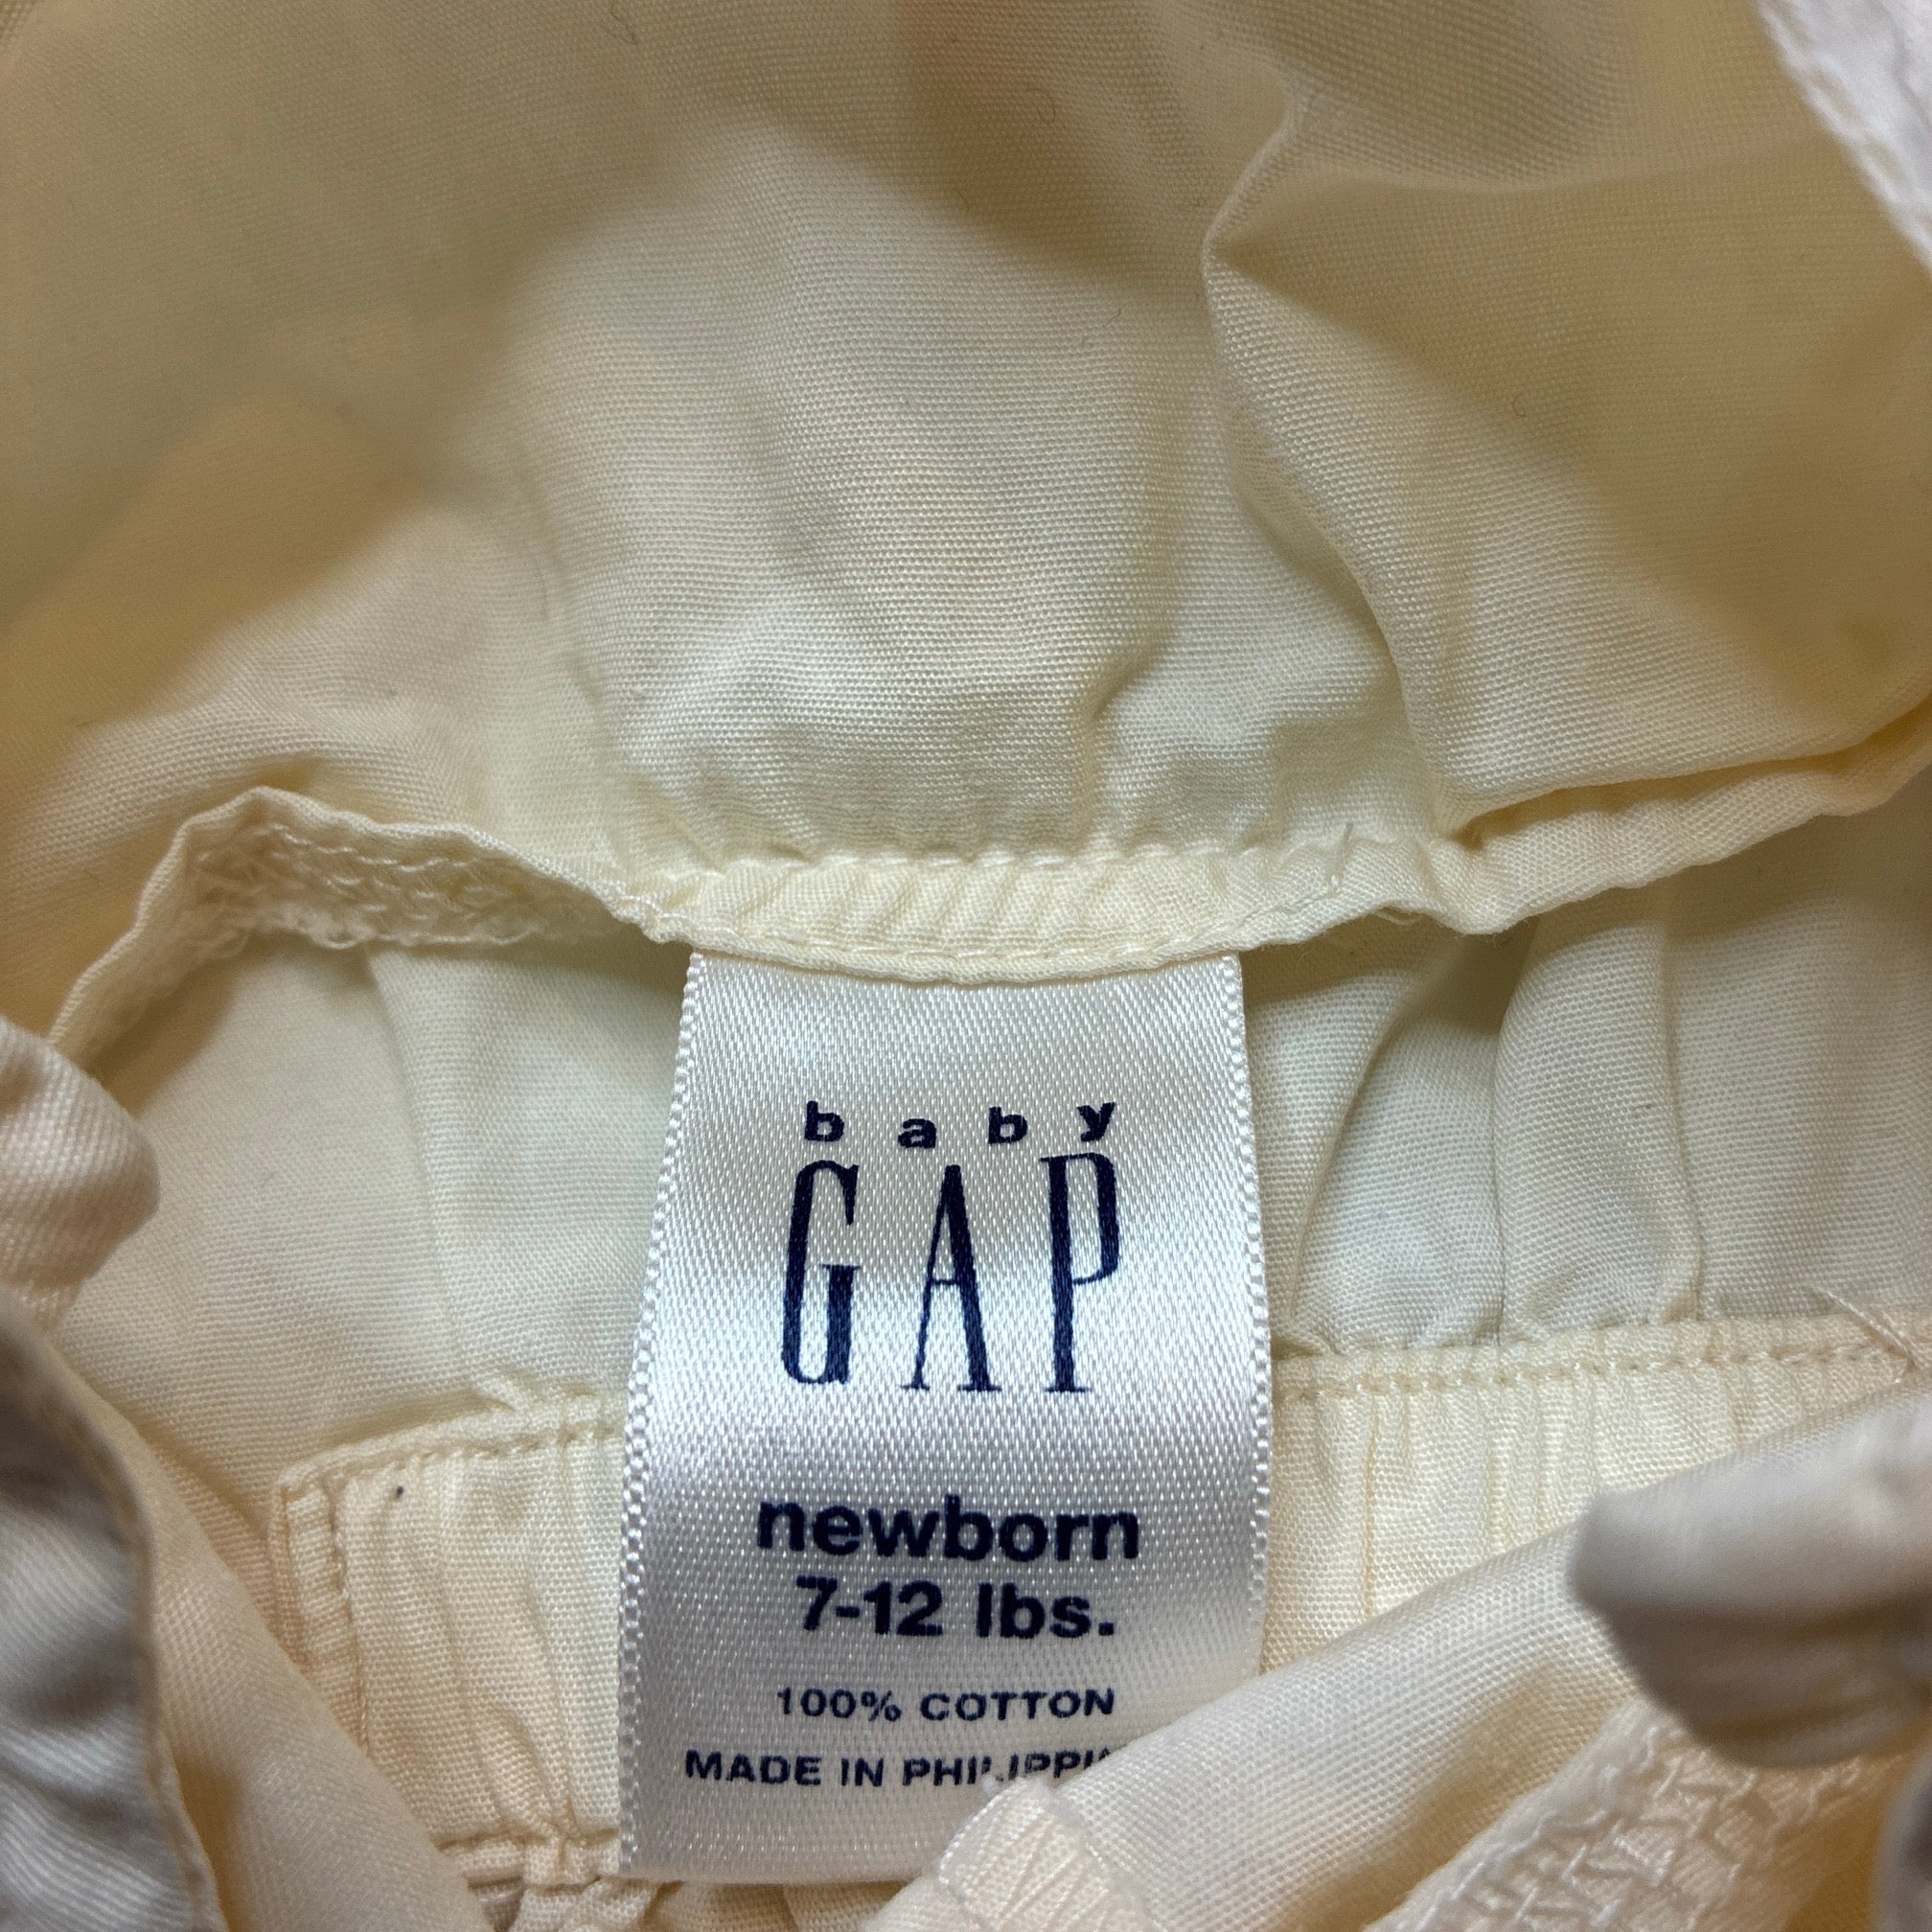 baby
GAP
newborn
7-12 lbs.
100% COTTON
MADE IN